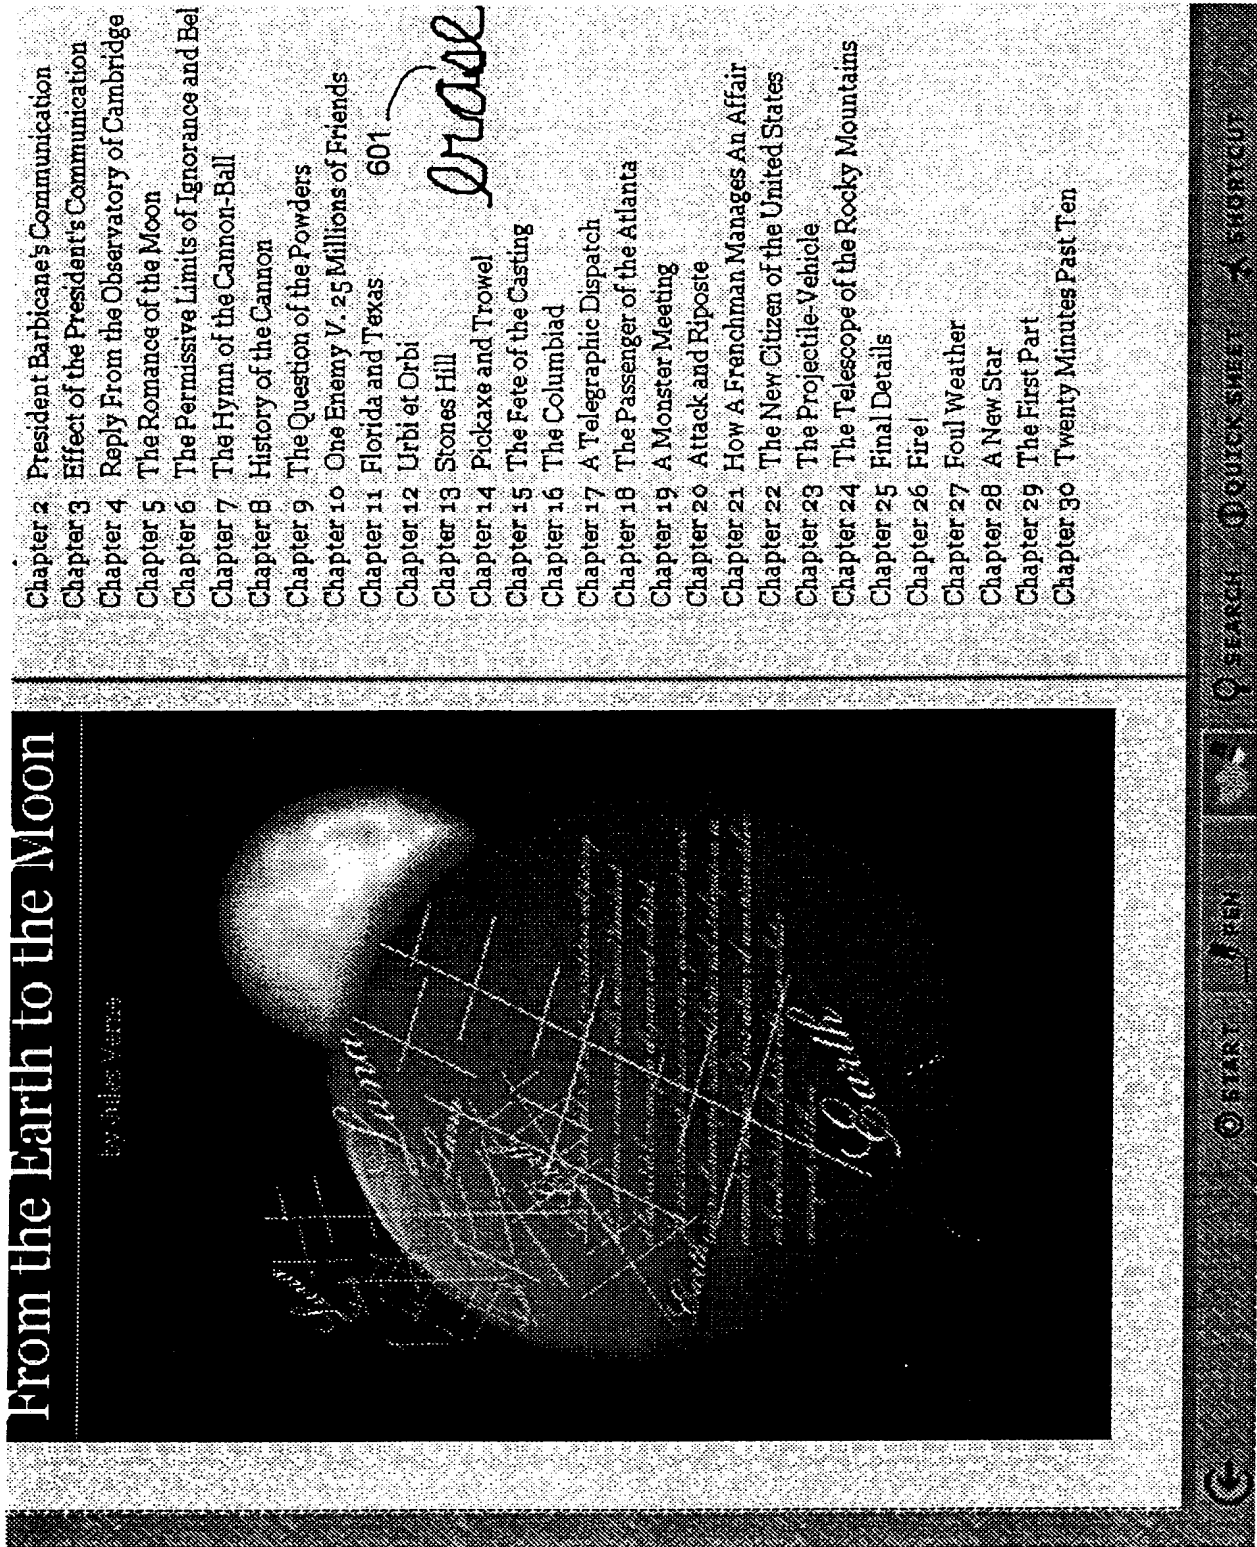 From the Earth to the Moon
by Jules Verne
Luna
Earth
Chapter 2 President Barbicane's Communication
Chapter 3 Effect of the President's Communication
Chapter 4 Reply From the Observatory of Cambridge
Chapter 5 The Romance of the Moon
Chapter 6 The Permissive Limits of Ignorance and Bel
Chapter 7 The Hymn of the Cannon-Ball
Chapter 8 History of the Cannon
Chapter 9 The Question of the Powders
Chapter 10 One Enemy V. 25 Millions of Friends
Chapter 11 Florida and Texas
601
Chapter 12 Urbi et Orbi
Chapter 13 Stones Hill
erase
Chapter 14 Pickaxe and Trowel
Chapter 15 The Fete of the Casting
Chapter 16 The Columbiad
Chapter 17 A Telegraphic Dispatch
Chapter 18 The Passenger of the Atlanta
Chapter 19 A Monster Meeting
Chapter 20 Attack and Riposte
Chapter 21 How A Frenchman Manages An Affair
Chapter 22 The New Citizen of the United States
Chapter 23 The Projectile-Vehicle
Chapter 24 The Telescope of the Rocky Mountains
Chapter 25 Final Details
Chapter 26 Fire!
Chapter 27 Foul Weather
Chapter 28 A New Star
Chapter 29 The First Part
Chapter 30 Twenty Minutes Past Ten
START PEN SEARCH QUICK SHEET SHORTCUT